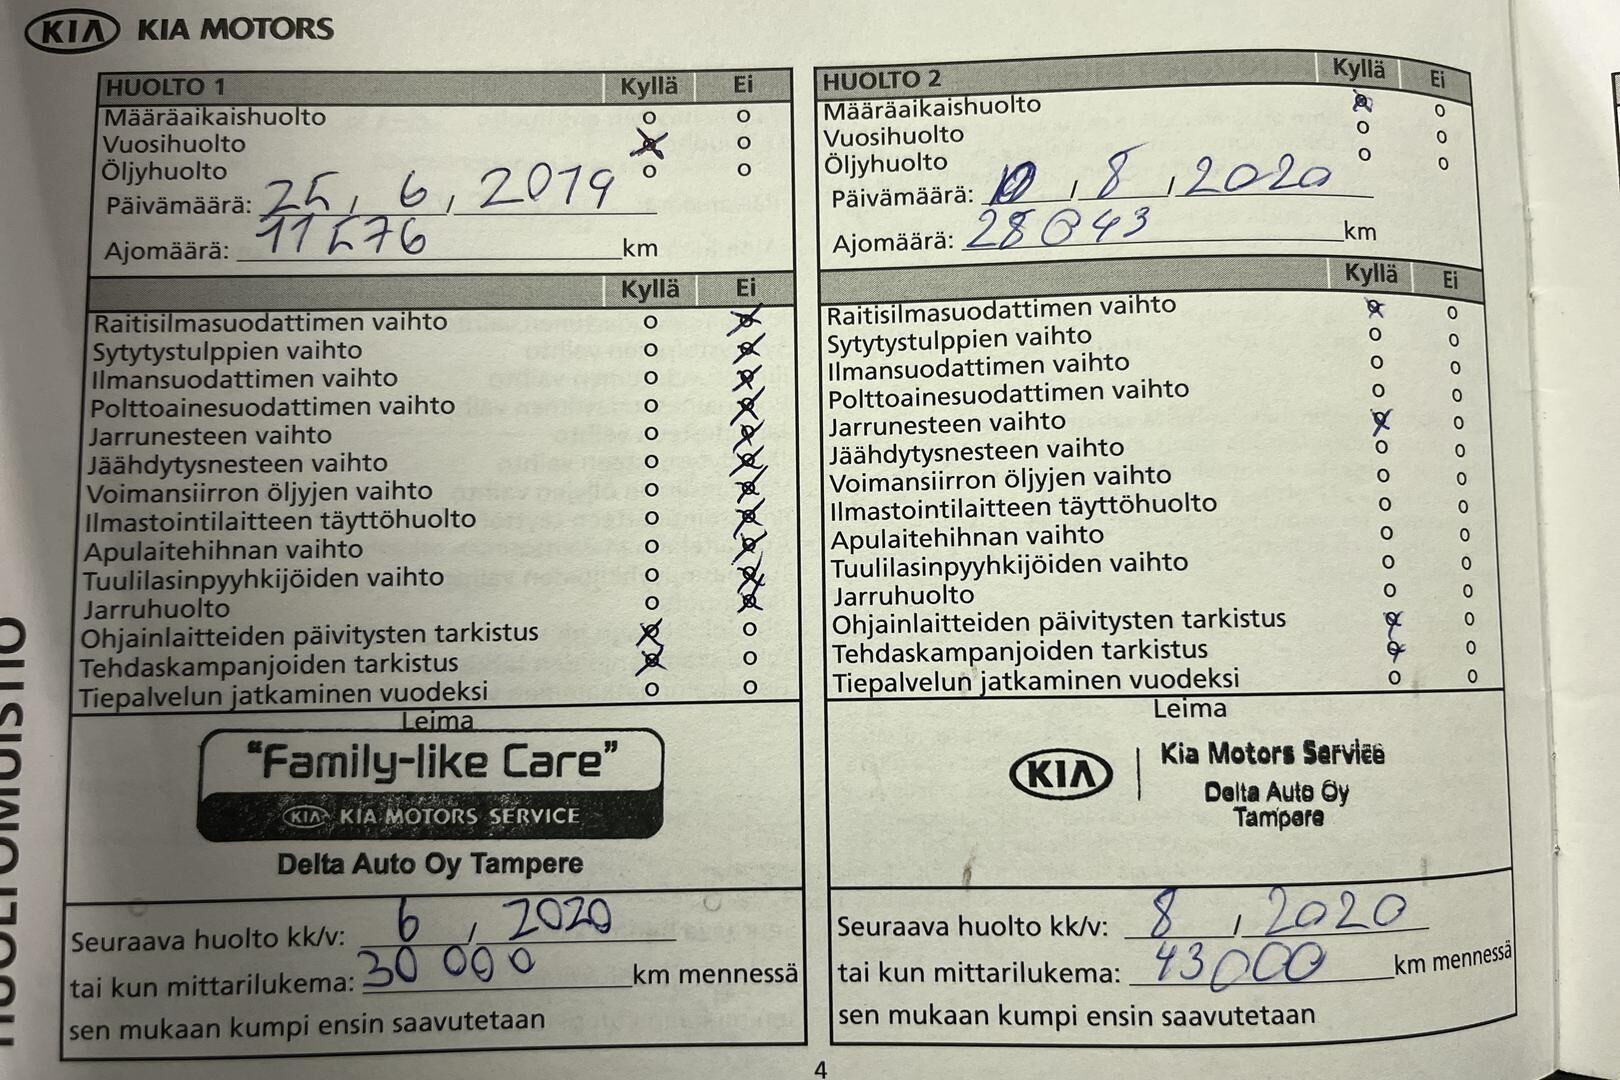 KIA KIA MOTORS
HUOLTO 1 Kyllä Ei
Määräaikaishuolto o o
Vuosihuolto o
Öljyhuolto o o
Päivämäärä: 25 , 6 , 2019
Ajomäärä: 11576 km
Kyllä Ei
Raitisilmasuodattimen vaihto o
Sytytystulppien vaihto o
Ilmansuodattimen vaihto o
Polttoainesuodattimen vaihto o
Jarrunesteen vaihto o
Jäähdytysnesteen vaihto o
Voimansiirron öljyjen vaihto o
Ilmastointilaitteen täyttöhuolto o
Apulaitehihnan vaihto o
Tuulilasinpyyhkijöiden vaihto o
Jarruhuolto o
Ohjainlaitteiden päivitysten tarkistus o
Tehdaskampanjoiden tarkistus o
Tiepalvelun jatkaminen vuodeksi o o
Leima
"Family-like Care"
KIA KIA MOTORS SERVICE
Delta Auto Oy Tampere
Seuraava huolto kk/v: 6 / 2020
tai kun mittarilukema: 30 000 km mennessä
sen mukaan kumpi ensin saavutetaan
HUOLTO 2 Kyllä Ei
Määräaikaishuolto o
Vuosihuolto o o
Öljyhuolto o o
Päivämäärä: / 8 / 2020
Ajomäärä: 28043 km
Kyllä Ei
Raitisilmasuodattimen vaihto o
Sytytystulppien vaihto o o
Ilmansuodattimen vaihto o o
Polttoainesuodattimen vaihto o o
Jarrunesteen vaihto o
Jäähdytysnesteen vaihto o o
Voimansiirron öljyjen vaihto o o
Ilmastointilaitteen täyttöhuolto o o
Apulaitehihnan vaihto o o
Tuulilasinpyyhkijöiden vaihto o o
Jarruhuolto o o
Ohjainlaitteiden päivitysten tarkistus o
Tehdaskampanjoiden tarkistus o
Tiepalvelun jatkaminen vuodeksi o o
Leima
KIA Kia Motors Service
Delta Auto Oy
Tampere
Seuraava huolto kk/v: 8 / 2020
tai kun mittarilukema: 43000 km mennessä
sen mukaan kumpi ensin saavutetaan
HUOLTOMUISTIO
4